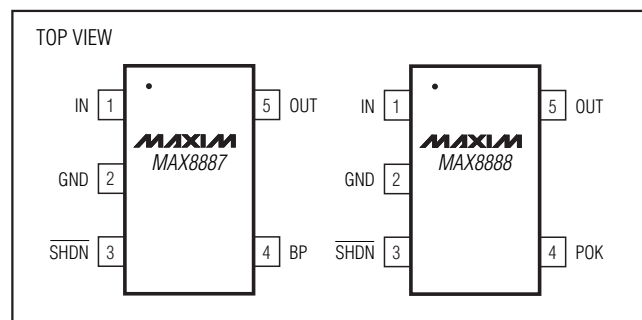 TOP VIEW
IN 1 5 OUT
MAXIM
MAX8887
GND 2
SHDN 3 4 BP
IN 1 5 OUT
MAXIM
MAX8888
GND 2
SHDN 3 4 POK